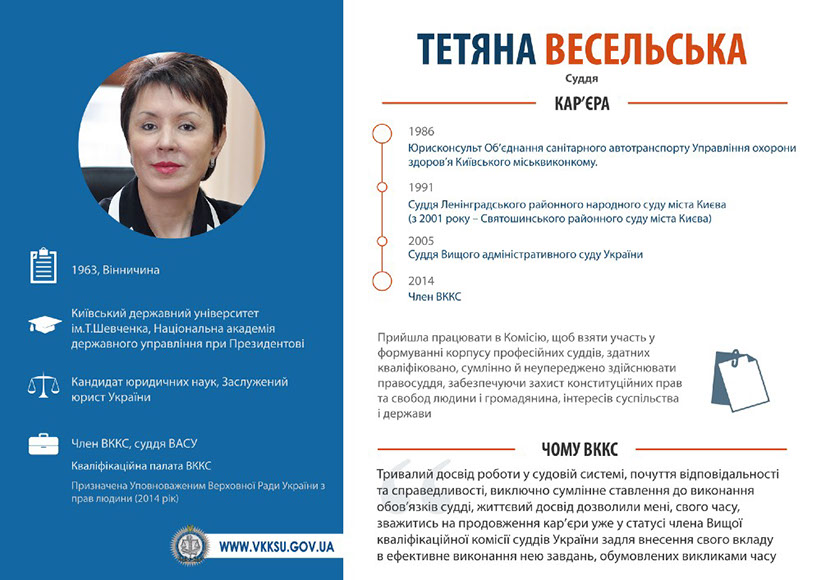 1963, Вінничина
Київський державний університет
ім.Т.Шевченка, Національна академія
державного управління при Президентові
Кандидат юридичних наук, Заслужений
юрист України
Член ВККС, суддя ВАСУ
Кваліфікаційна палата ВККС
Призначена Уповноваженим Верховної Ради України з
прав людини (2014 рік)
WWW.VKKSU.GOV.UA
ТЕТЯНА ВЕСЕЛЬСЬКА
Суддя
КАР’ЄРА
1986
Юрисконсульт Об’єднання санітарного автотранспорту Управління охорони
здоров’я Київського міськвиконкому.
1991
Суддя Ленінградського районного народного суду міста Києва
(з 2001 року – Святошинського районного суду міста Києва)
2005
Суддя Вищого адміністративного суду України
2014
Член ВККС
Прийшла працювати в Комісію, щоб взяти участь у
формуванні корпусу професійних суддів, здатних
кваліфіковано, сумлінно й неупереджено здійснювати
правосуддя, забезпечуючи захист конституційних прав
та свобод людини і громадянина, інтересів суспільства
і держави
ЧОМУ ВККС
Тривалий досвід роботи у судовій системі, почуття відповідальності
та справедливості, виключно сумлінне ставлення до виконання
обов’язків судді, життєвий досвід дозволили мені, свого часу,
зважитись на продовження кар’єри уже у статусі члена Вищої
кваліфікаційної комісії суддів України задля внесення свого вкладу
в ефективне виконання нею завдань, обумовлених викликами часу